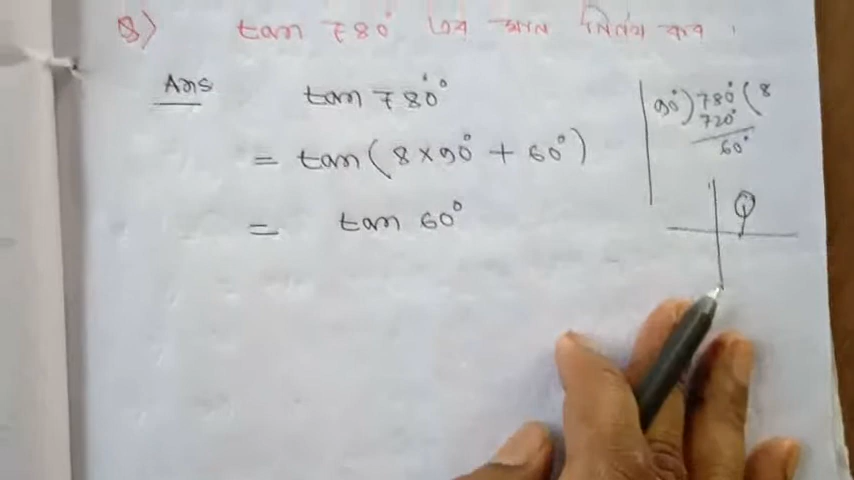 Q) tan 780° এর মান নির্ণয় কর ।
Ans tan 780°
= tan (8×90° + 60°)
= tan 60°
90°) 780° ( 8
720°
60°